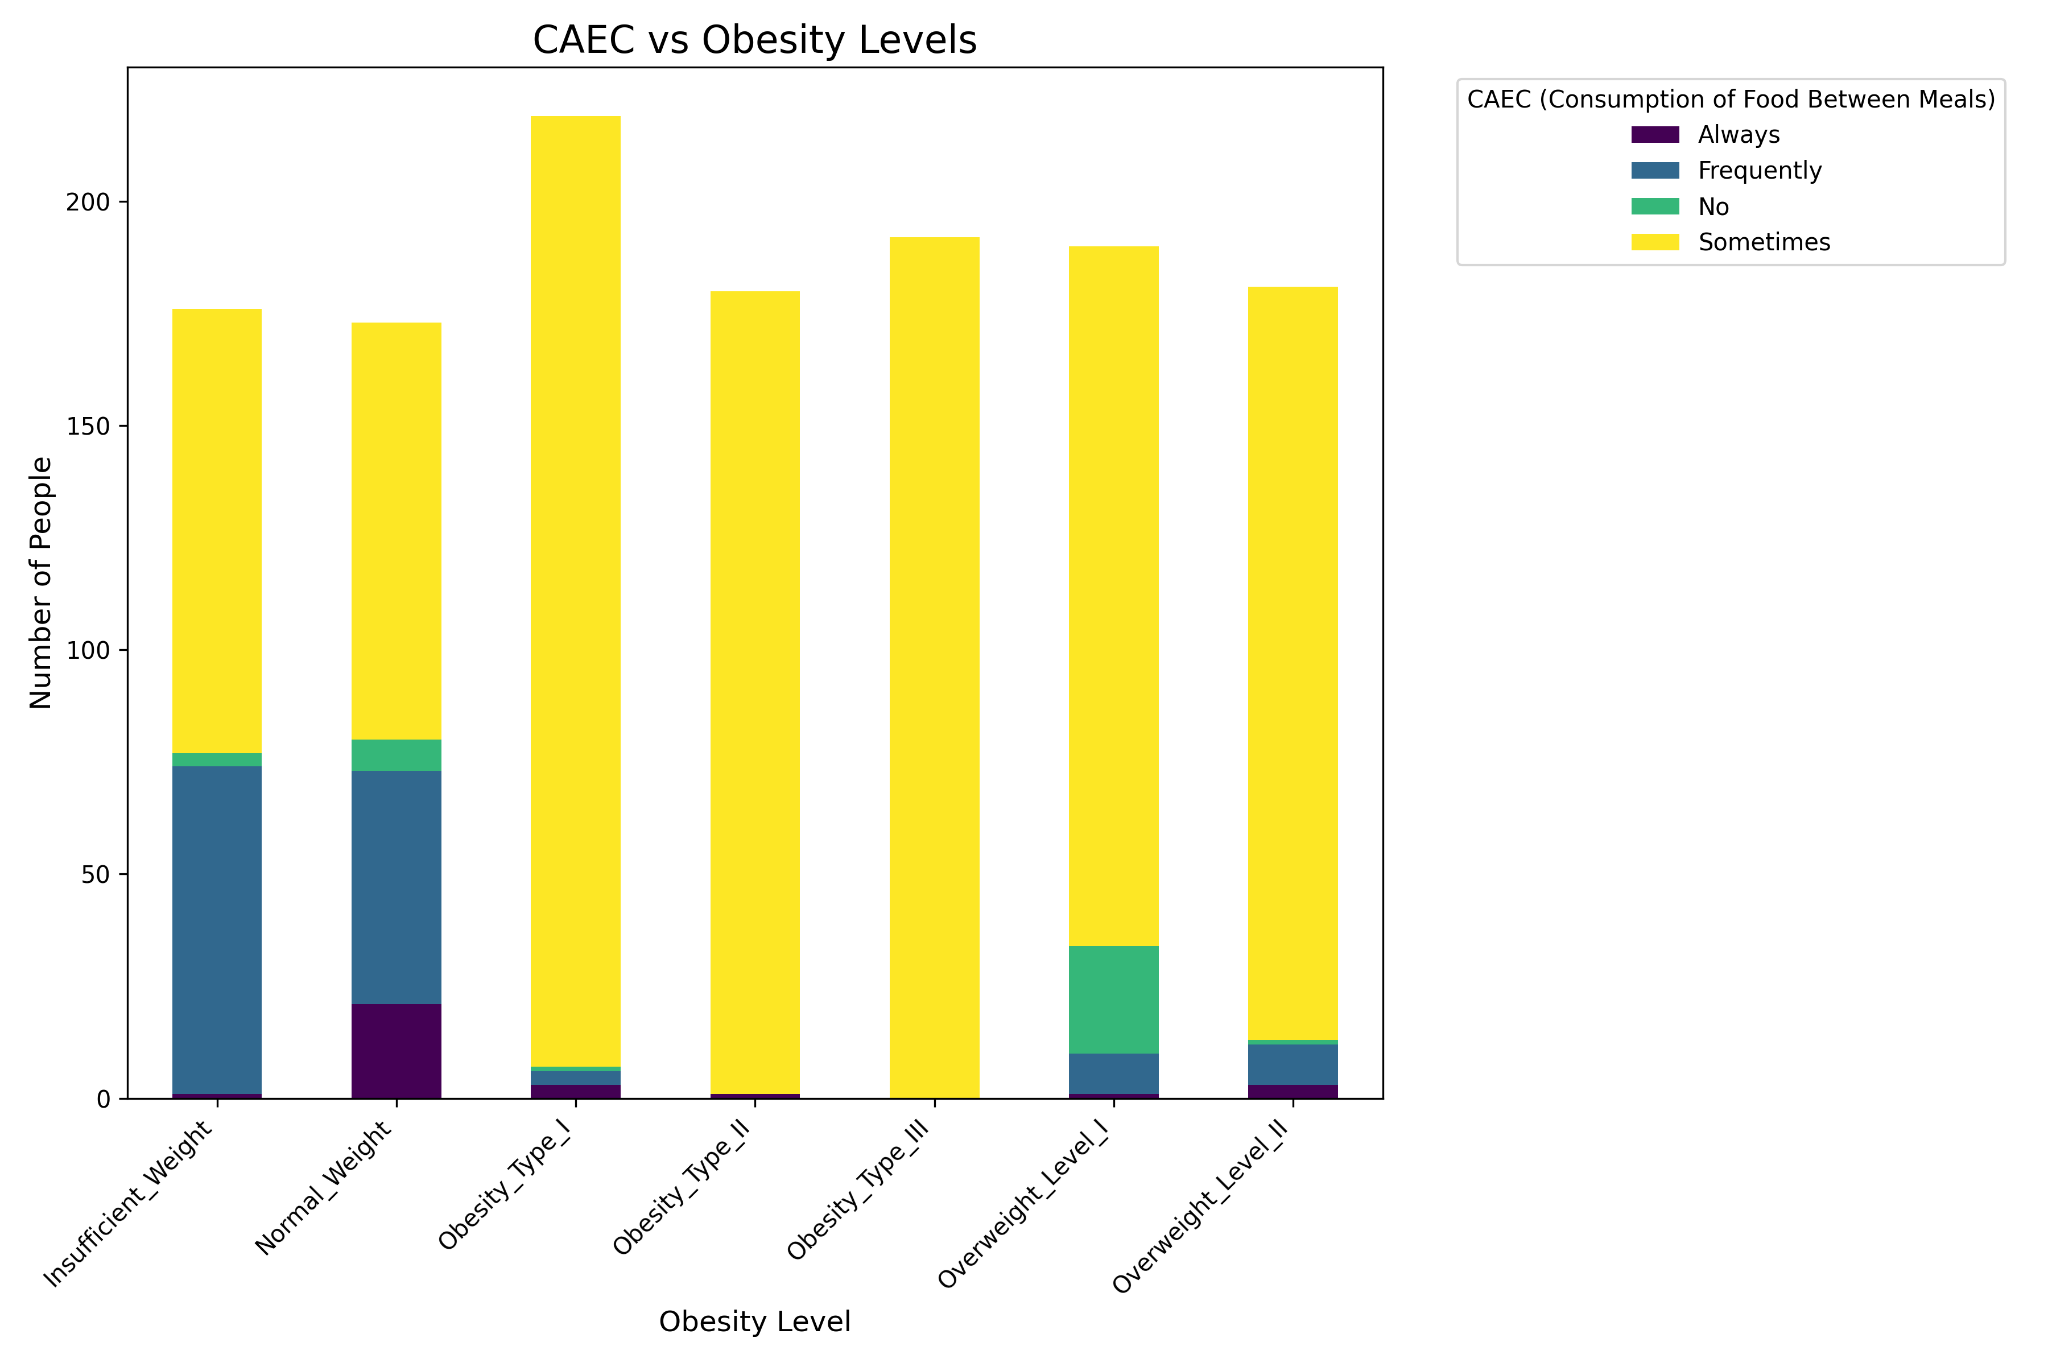 CAEC vs Obesity Levels
CAEC (Consumption of Food Between Meals)
Always
Frequently
No
Sometimes
Number of People
200
150
100
50
0
Insufficient_Weight
Normal_Weight
Obesity_Type_I
Obesity_Type_II
Obesity_Type_III
Overweight_Level_I
Overweight_Level_II
Obesity Level